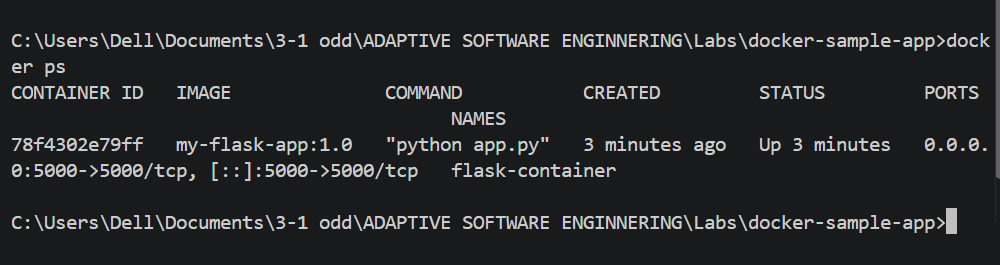 C:\Users\Dell\Documents\3-1 odd\ADAPTIVE SOFTWARE ENGINNERING\Labs\docker-sample-app>dock
er ps
CONTAINER ID   IMAGE              COMMAND           CREATED         STATUS         PORTS
                                        NAMES
78f4302e79ff   my-flask-app:1.0   "python app.py"   3 minutes ago   Up 3 minutes   0.0.0.
0:5000->5000/tcp, [::]:5000->5000/tcp   flask-container
C:\Users\Dell\Documents\3-1 odd\ADAPTIVE SOFTWARE ENGINNERING\Labs\docker-sample-app>